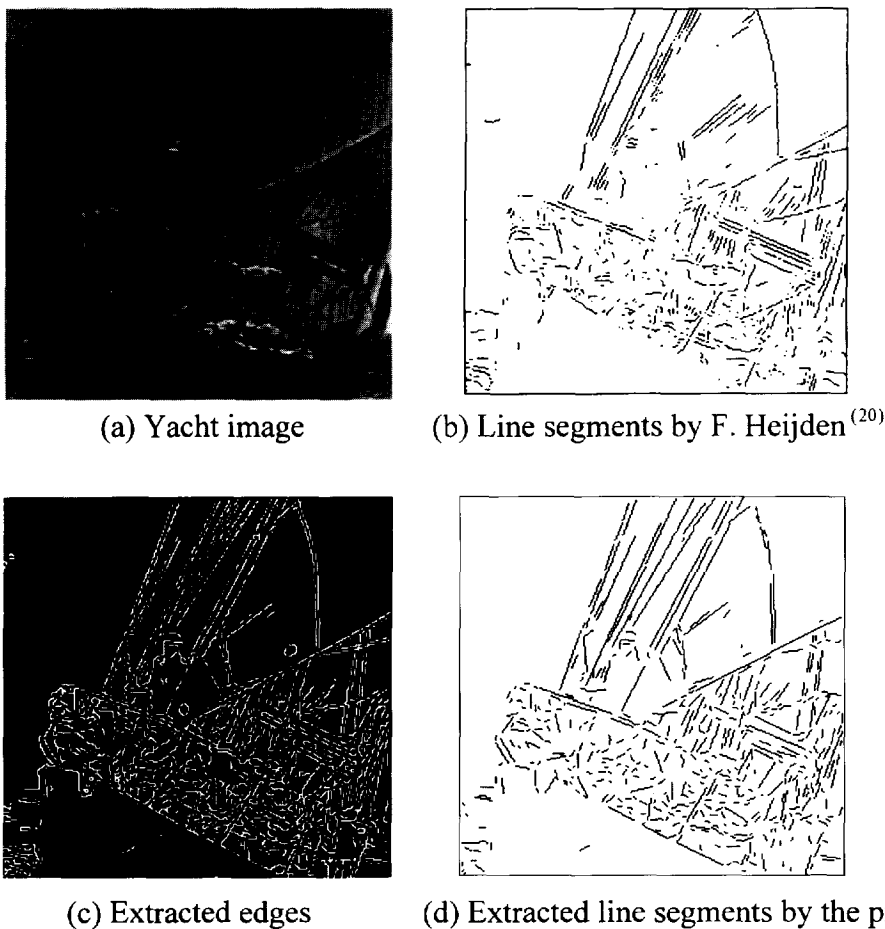 (a) Yacht image
(b) Line segments by F. Heijden(20)
(c) Extracted edges
(d) Extracted line segments by the p